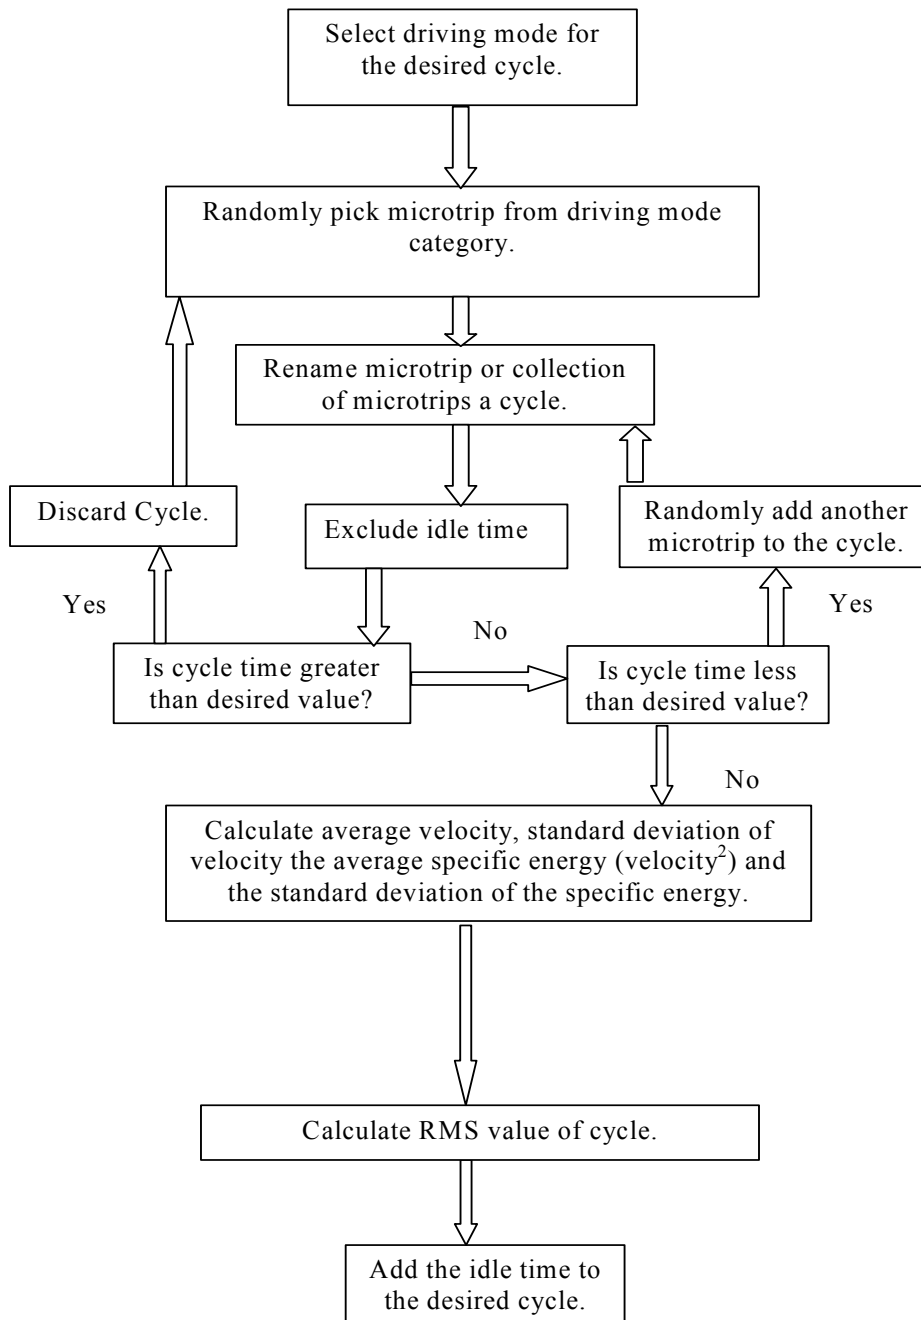 Select driving mode for
the desired cycle.
Randomly pick microtrip from driving mode
category.
Rename microtrip or collection
of microtrips a cycle.
Discard Cycle.
Exclude idle time
Randomly add another
microtrip to the cycle.
Yes
No
Yes
Is cycle time greater
than desired value?
Is cycle time less
than desired value?
No
Calculate average velocity, standard deviation of
velocity the average specific energy (velocity²) and
the standard deviation of the specific energy.
Calculate RMS value of cycle.
Add the idle time to
the desired cycle.